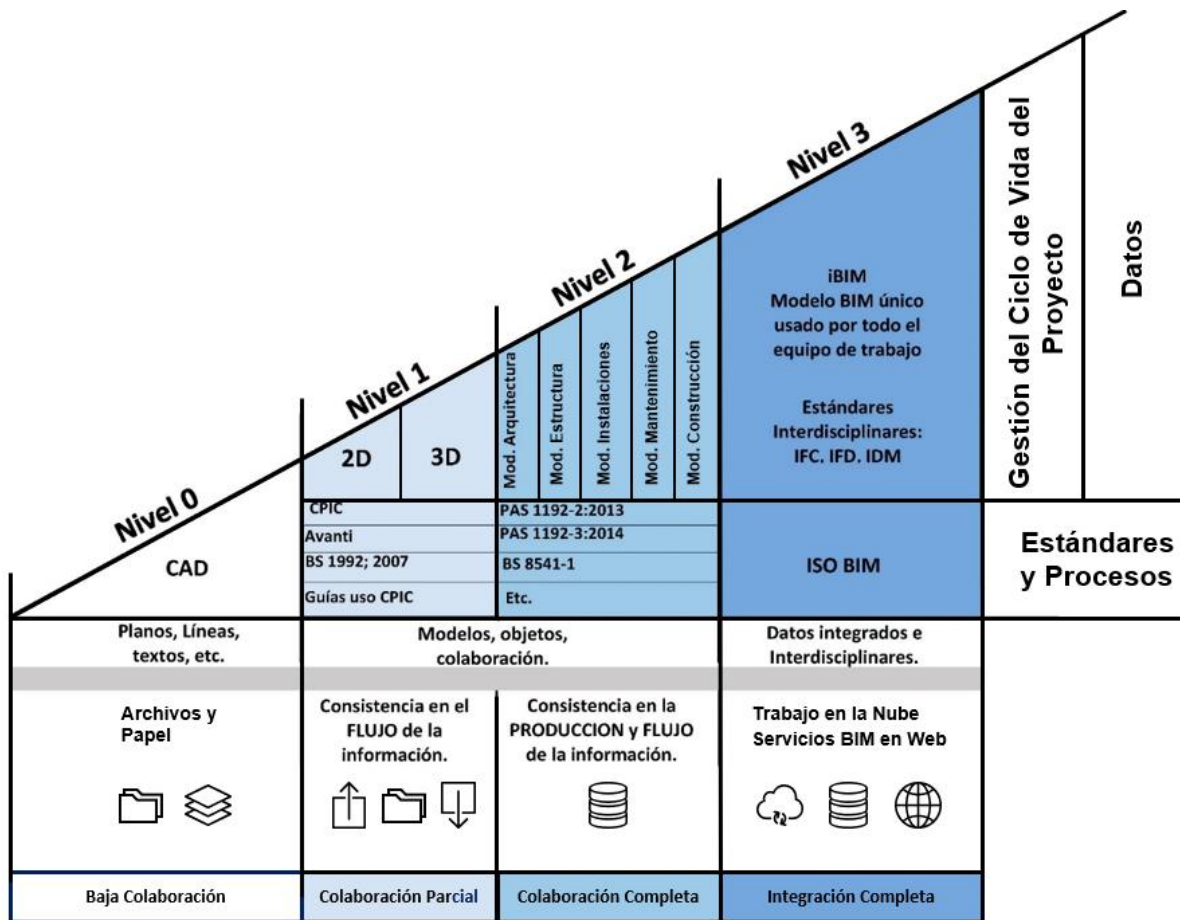 Nivel 0
Nivel 1
Nivel 2
Nivel 3
Gestión del Ciclo de Vida del
Proyecto
Datos
iBIM
Modelo BIM único
usado por todo el
equipo de trabajo
Estándares
Interdisciplinares:
IFC. IFD. IDM
2D
3D
Mod. Arquitectura
Mod. Estructura
Mod. Instalaciones
Mod. Mantenimiento
Mod. Construcción
CAD
CPIC
Avanti
BS 1992; 2007
Guías uso CPIC
PAS 1192-2:2013
PAS 1192-3:2014
BS 8541-1
Etc.
ISO BIM
Estándares
y Procesos
Planos, Líneas,
textos, etc.
Modelos, objetos,
colaboración.
Datos integrados e
Interdisciplinares.
Archivos y
Papel
Consistencia en el
FLUJO de la
información.
Consistencia en la
PRODUCCION y FLUJO
de la información.
Trabajo en la Nube
Servicios BIM en Web
Baja Colaboración
Colaboración Parcial
Colaboración Completa
Integración Completa